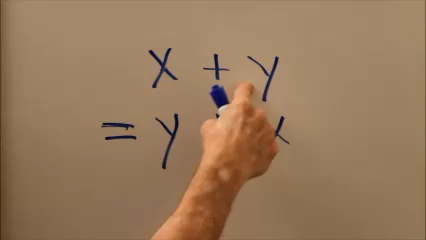 x + y
= y x